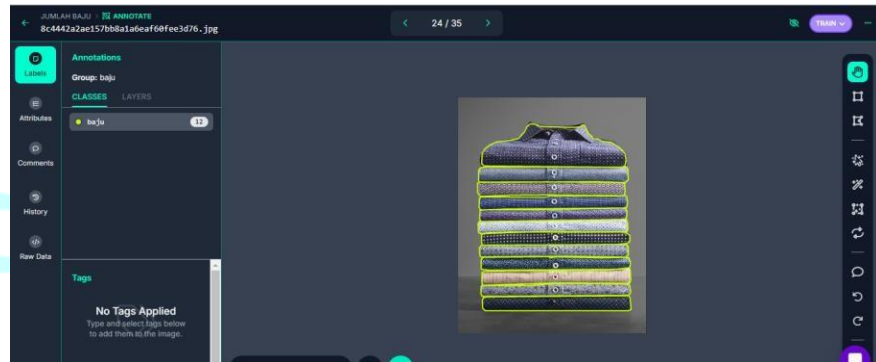 JUMLAH BAJU > ANNOTATE
8c4442a2ae157bb8a1a6eaf60fee3d76.jpg
24 / 35
TRAIN
Labels
Attributes
Comments
History
Raw Data
Annotations
Group: baju
CLASSES LAYERS
baju 12
Tags
No Tags Applied
Type and select tags below
to add them to the image.